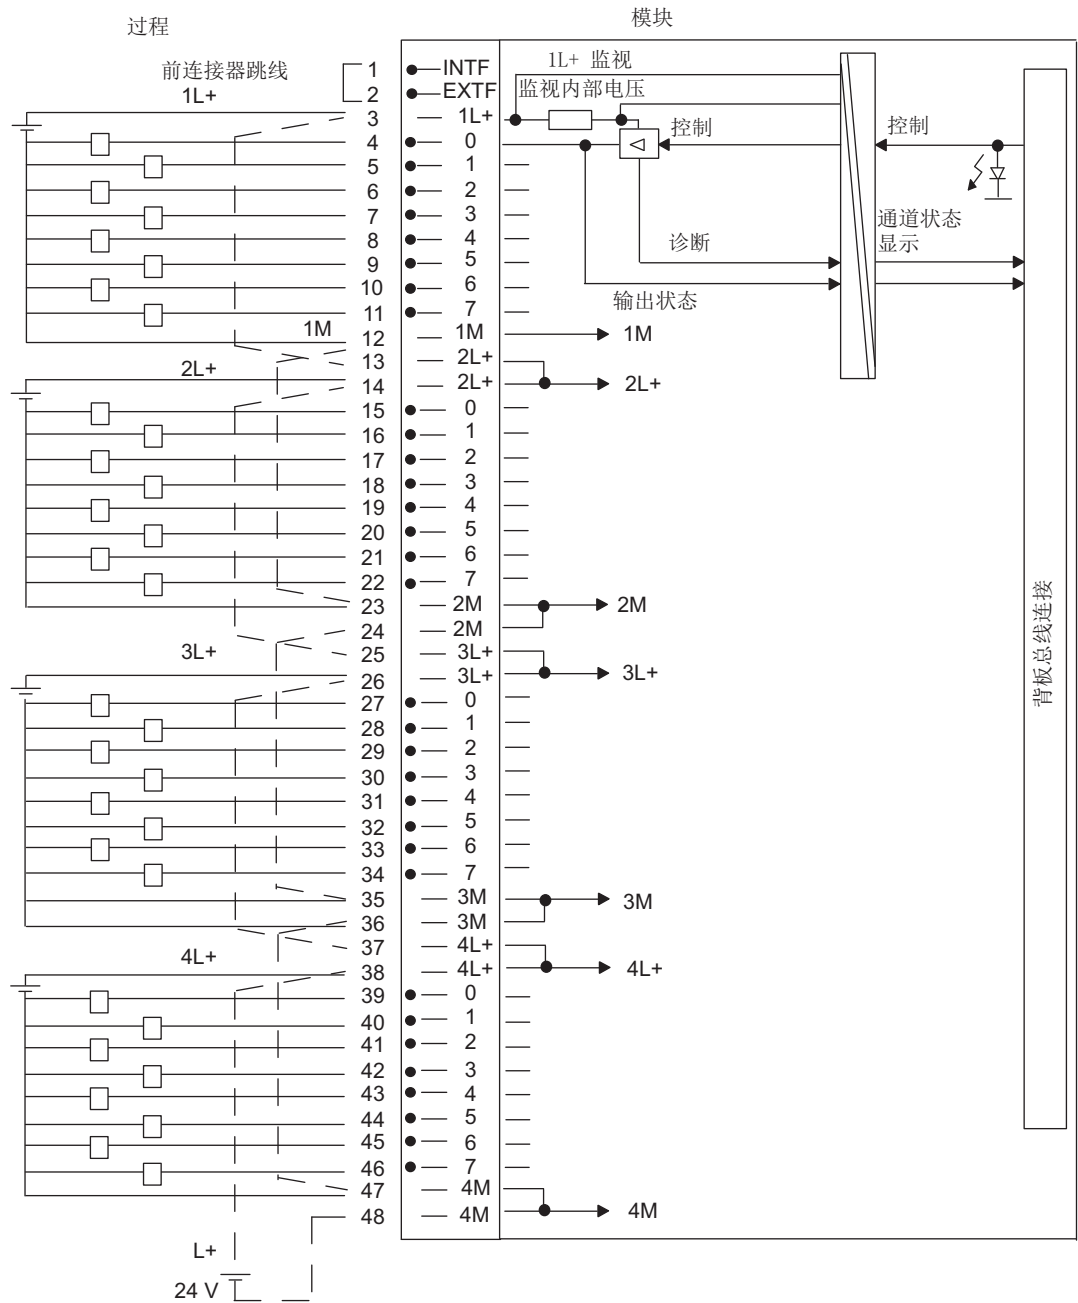 过程 模块
前连接器跳线 1 INTF 1L+ 监视
1L+ 2 EXTF 监视内部电压
3 1L+ 控制 控制
4 0
5 1
6 2
7 3 通道状态
8 4 诊断 显示
9 5
10 6 输出状态
11 7
1M 12 1M 1M
13 2L+
2L+ 14 2L+ 2L+
15 0
16 1
17 2
18 3
19 4
20 5
21 6
22 7
23 2M 2M
24 2M
3L+ 25 3L+
26 3L+ 3L+
27 0
28 1
29 2
30 3
31 4
32 5
33 6
34 7
35 3M 3M
36 3M
37 4L+
4L+ 38 4L+ 4L+
39 0
40 1
41 2
42 3
43 4
44 5
45 6
46 7
47 4M
48 4M 4M
L+
24 V
背板总线连接